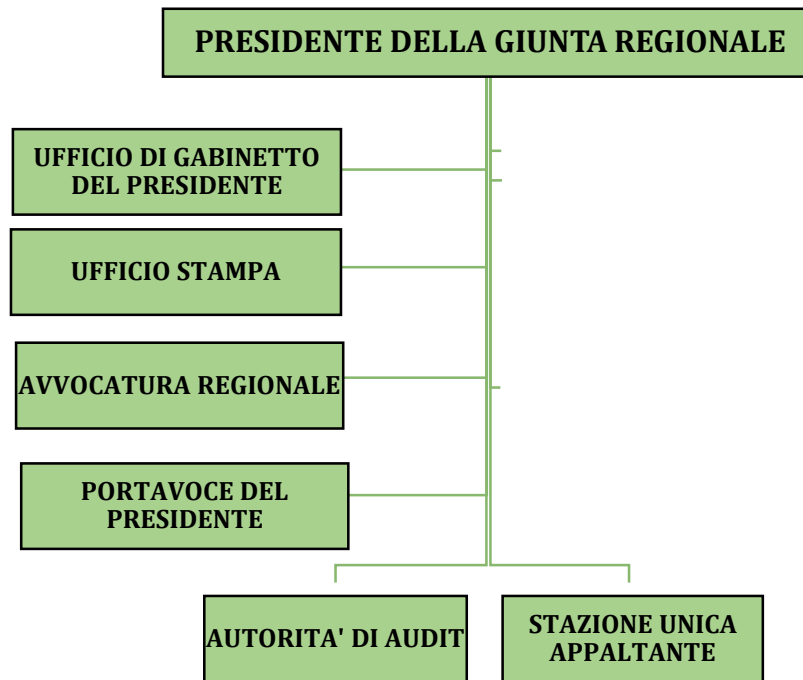 PRESIDENTE DELLA GIUNTA REGIONALE
UFFICIO DI GABINETTO
DEL PRESIDENTE
UFFICIO STAMPA
AVVOCATURA REGIONALE
PORTAVOCE DEL
PRESIDENTE
AUTORITA' DI AUDIT
STAZIONE UNICA
APPALTANTE